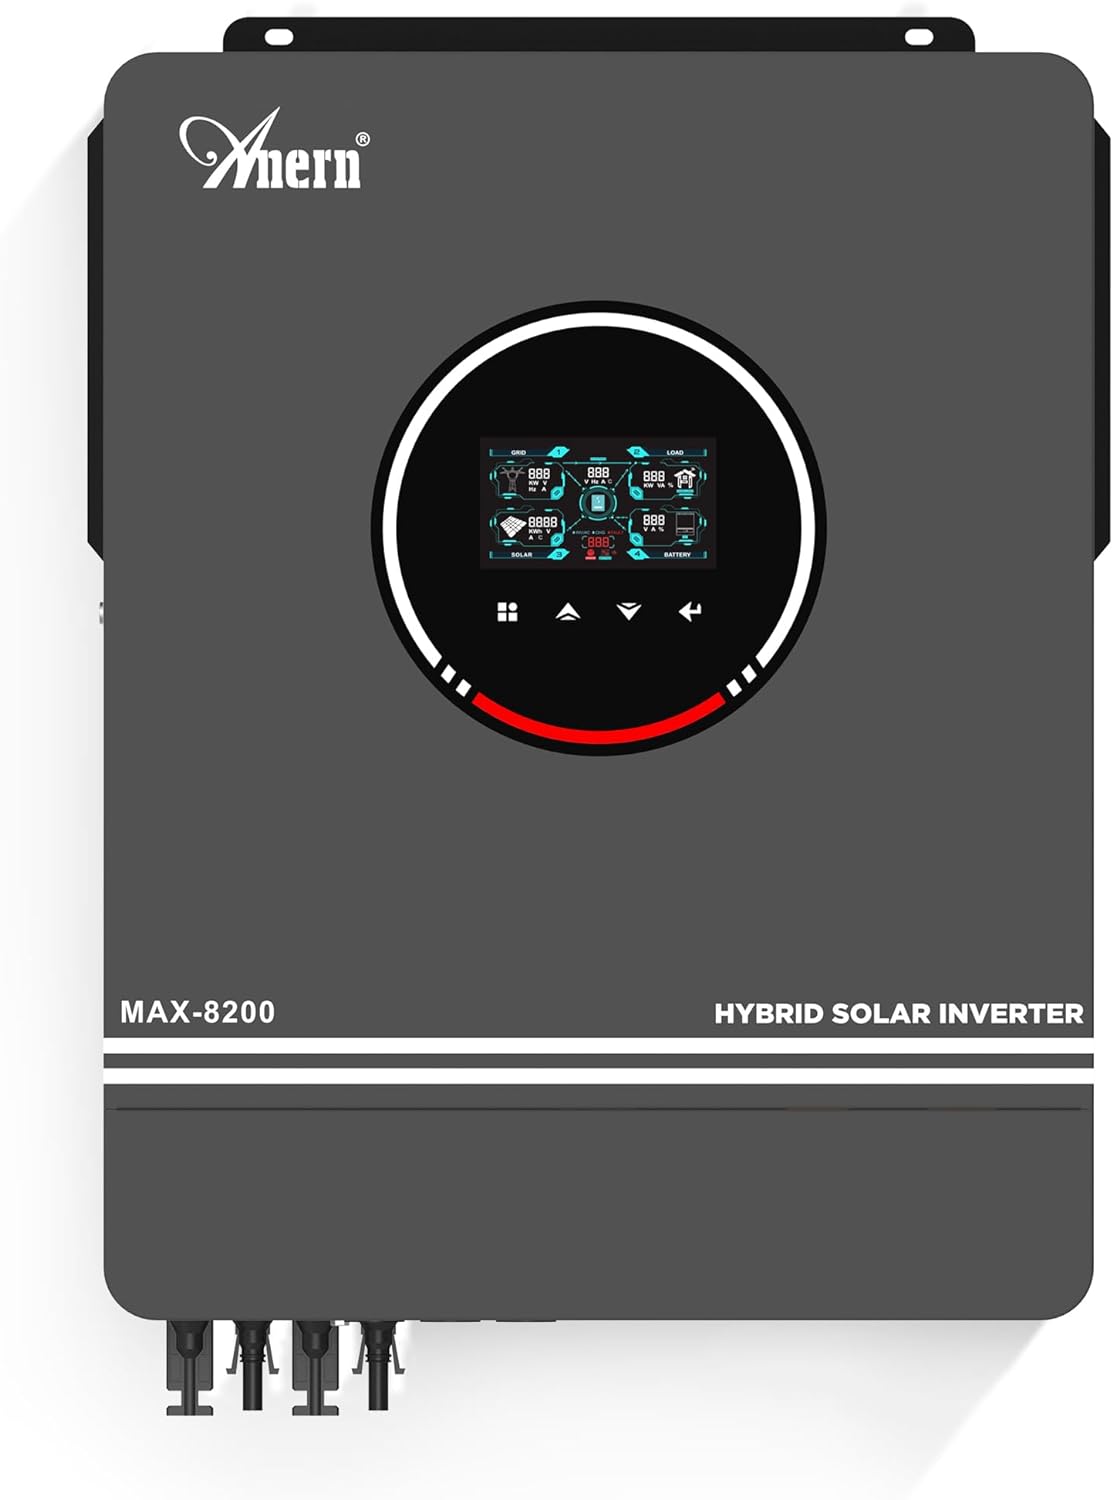 Anern®
GRID 1
2 LOAD
888
KW V
Hz A
888
V Hz A C
888
KW VA %
8888
KWh V
A C
888
V A %
888
SOLAR 3
4 BATTERY
MAX-8200
HYBRID SOLAR INVERTER